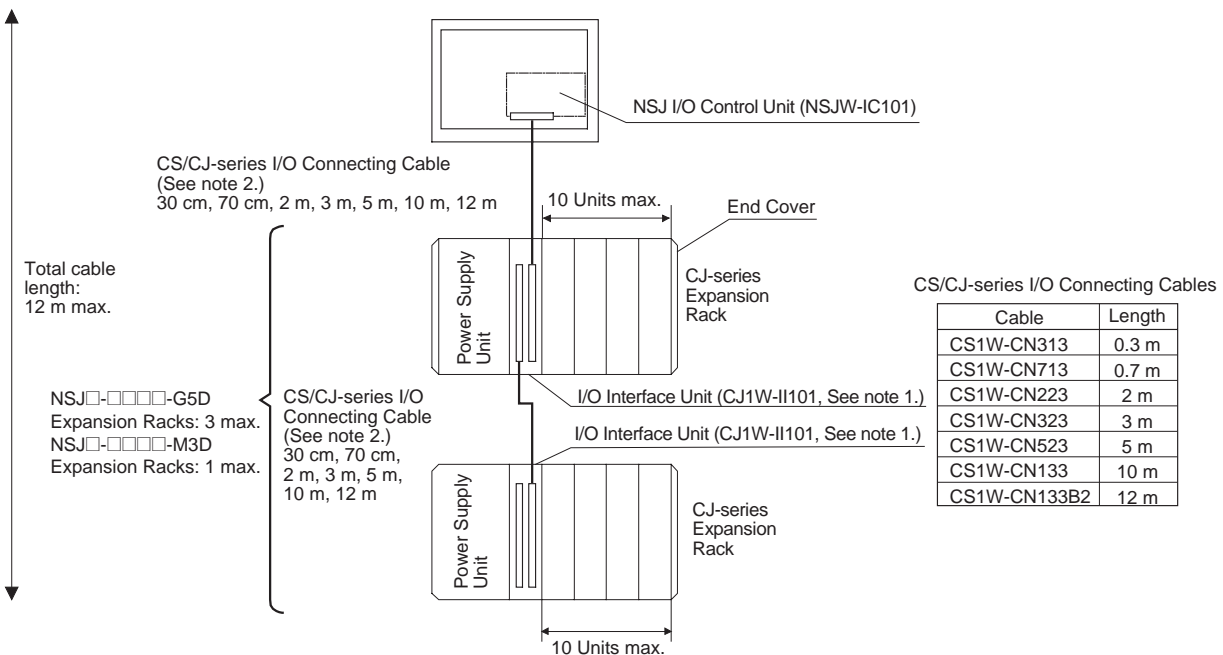 NSJ I/O Control Unit (NSJW-IC101)
CS/CJ-series I/O Connecting Cable
(See note 2.)
30 cm, 70 cm, 2 m, 3 m, 5 m, 10 m, 12 m
10 Units max.
End Cover
Total cable
length:
12 m max.
Power Supply
Unit
CJ-series
Expansion
Rack
CS/CJ-series I/O Connecting Cables
Cable Length
CS1W-CN313 0.3 m
CS1W-CN713 0.7 m
CS1W-CN223 2 m
CS1W-CN323 3 m
CS1W-CN523 5 m
CS1W-CN133 10 m
CS1W-CN133B2 12 m
NSJ□-□□□□-G5D
Expansion Racks: 3 max.
NSJ□-□□□□-M3D
Expansion Racks: 1 max.
CS/CJ-series I/O
Connecting Cable
(See note 2.)
30 cm, 70 cm,
2 m, 3 m, 5 m,
10 m, 12 m
I/O Interface Unit (CJ1W-II101, See note 1.)
I/O Interface Unit (CJ1W-II101, See note 1.)
Power Supply
Unit
CJ-series
Expansion
Rack
10 Units max.